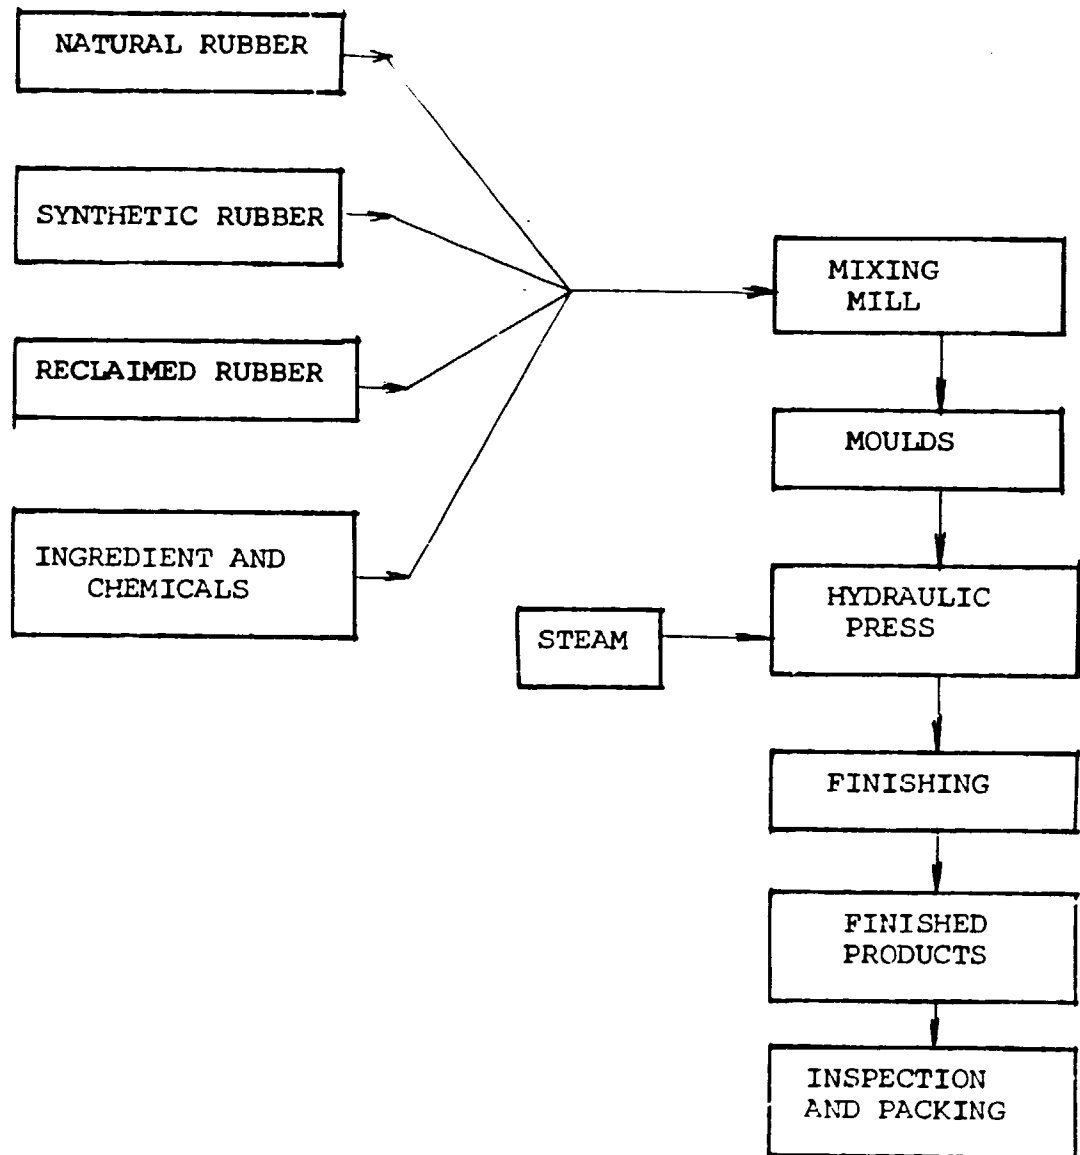 NATURAL RUBBER
SYNTHETIC RUBBER
RECLAIMED RUBBER
INGREDIENT AND
CHEMICALS
MIXING
MILL
MOULDS
HYDRAULIC
PRESS
STEAM
FINISHING
FINISHED
PRODUCTS
INSPECTION
AND PACKING